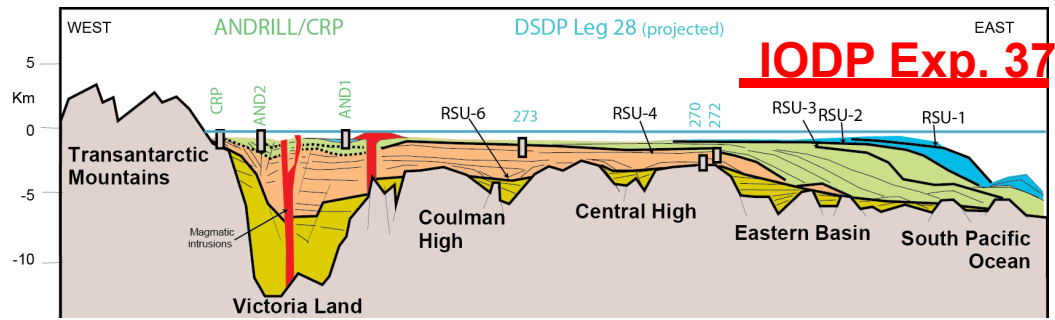 WEST
ANDRILL/CRP
DSDP Leg 28 (projected)
EAST
IODP Exp. 37
5
Km
0
-5
-10
CRP
AND2
AND1
RSU-6
273
RSU-4
270
272
RSU-3
RSU-2
RSU-1
Transantarctic
Mountains
Magmatic
intrusions
Coulman
High
Central High
Eastern Basin
South Pacific
Ocean
Victoria Land